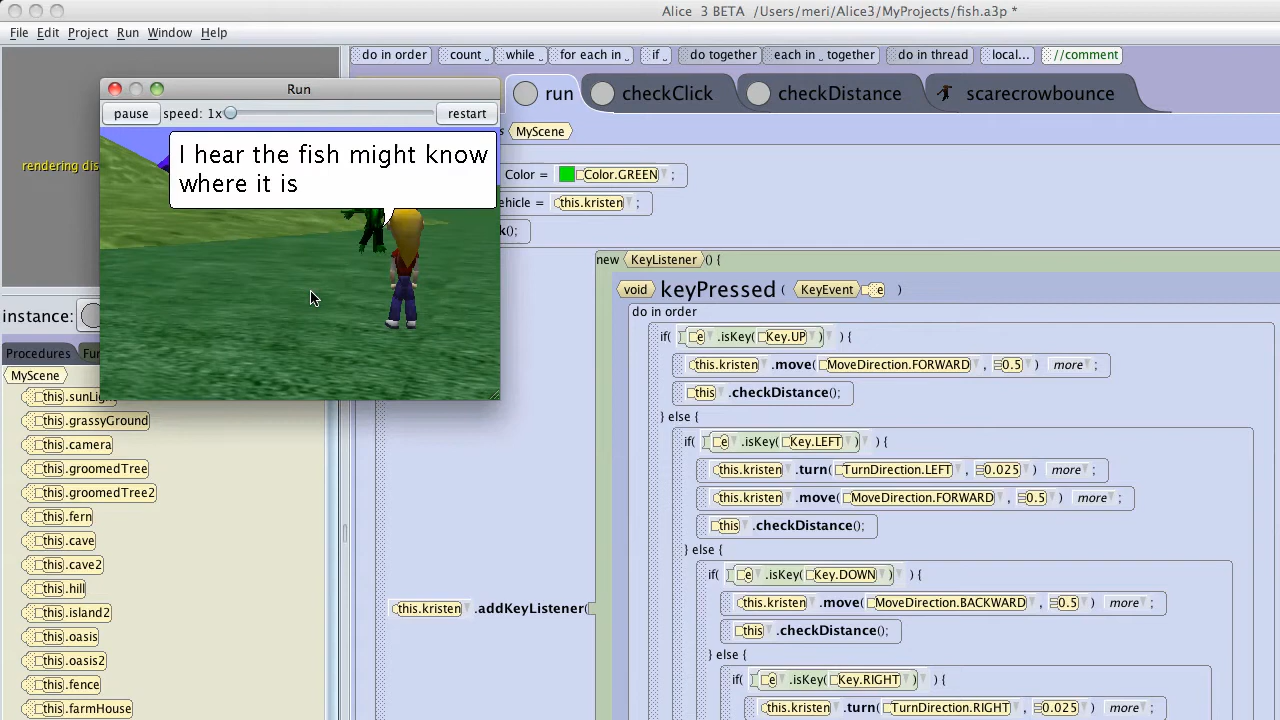 Alice 3 BETA /Users/meri/Alice3/MyProjects/fish.a3p *
File Edit Project Run Window Help
do in order count while for each in if do together each in together do in thread local... //comment
Run
run checkClick checkDistance scarecrowbounce
pause speed: 1x restart
MyScene
I hear the fish might know
where it is
rendering dis
Color = Color.GREEN ;
ehicle = this.kristen ;
k();
new KeyListener () {
void keyPressed ( KeyEvent e )
instance:
do in order
if( e .isKey( Key.UP ) ) {
Procedures Fu
this.kristen .move( MoveDirection.FORWARD , 0.5 ) more ;
MyScene
this .checkDistance();
this.sunLig
} else {
this.grassyGround
if( e .isKey( Key.LEFT ) ) {
this.camera
this.groomedTree
this.kristen .turn( TurnDirection.LEFT , 0.025 ) more ;
this.groomedTree2
this.kristen .move( MoveDirection.FORWARD , 0.5 ) more ;
this.fern
this .checkDistance();
this.cave
} else {
this.cave2
if( e .isKey( Key.DOWN ) ) {
this.hill
this.kristen .move( MoveDirection.BACKWARD , 0.5 ) more ;
this.island2
this.kristen .addKeyListener(
this.oasis
this .checkDistance();
this.oasis2
} else {
this.fence
if( e .isKey( Key.RIGHT ) ) {
this.farmHouse
this.kristen .turn( TurnDirection.RIGHT , 0.025 ) more ;